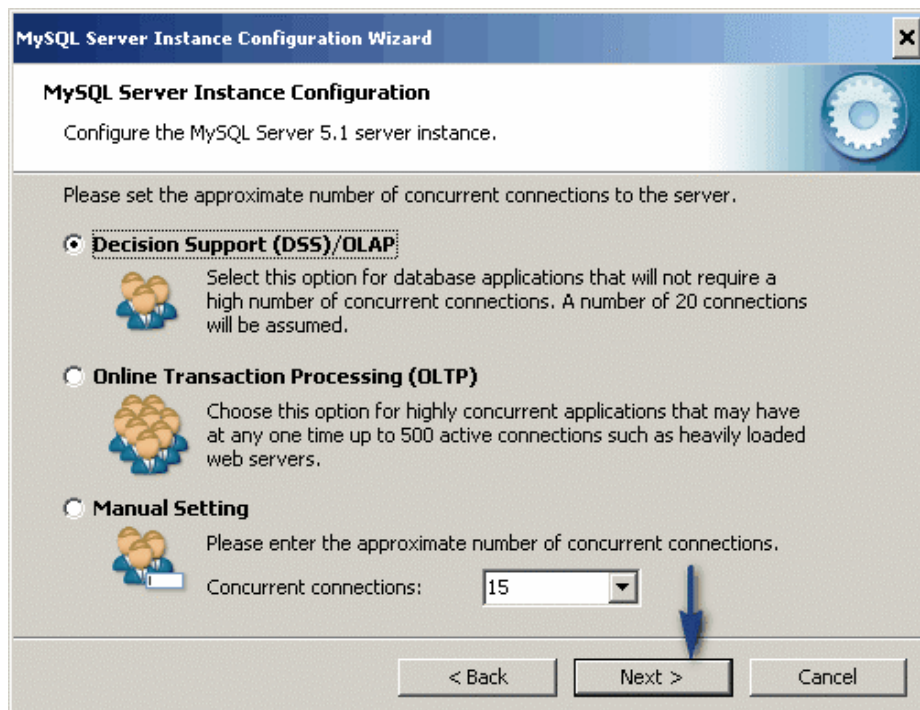 MySQL Server Instance Configuration Wizard
MySQL Server Instance Configuration
Configure the MySQL Server 5.1 server instance.
Please set the approximate number of concurrent connections to the server.
Decision Support (DSS)/OLAP
Select this option for database applications that will not require a
high number of concurrent connections. A number of 20 connections
will be assumed.
Online Transaction Processing (OLTP)
Choose this option for highly concurrent applications that may have
at any one time up to 500 active connections such as heavily loaded
web servers.
Manual Setting
Please enter the approximate number of concurrent connections.
Concurrent connections: 15
< Back Next > Cancel